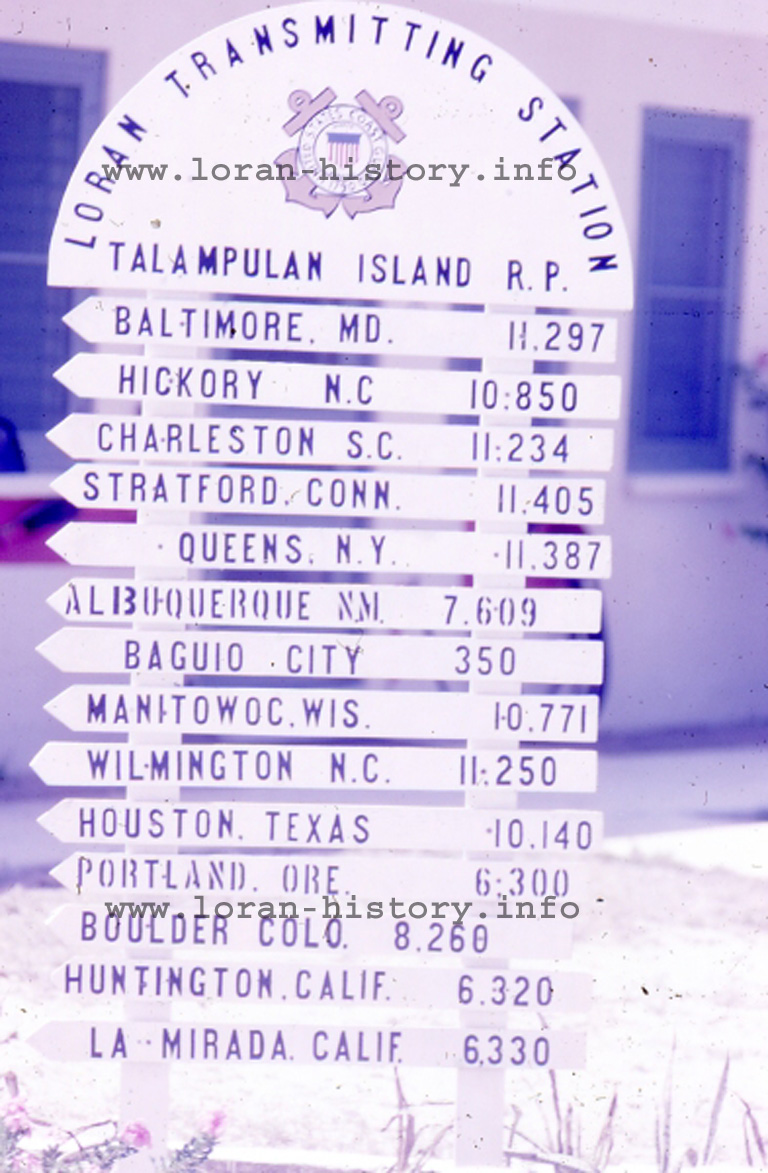 LORAN TRANSMITTING STATION
www.loran-history.info
TALAMPULAN ISLAND R.P.
BALTIMORE, MD. 11.297
HICKORY N.C 10:850
CHARLESTON S.C. 11:234
STRATFORD, CONN. 11.405
QUEENS, N.Y. 11.387
ALBUQUERQUE N.M. 7.609
BAGUIO CITY 350
MANITOWOC, WIS. 10.771
WILMINGTON N.C. 11:250
HOUSTON, TEXAS 10.140
PORTLAND, ORE. 6:300
www.loran-history.info
BOULDER COLO. 8.260
HUNTINGTON, CALIF. 6.320
LA MIRADA, CALIF. 6,330